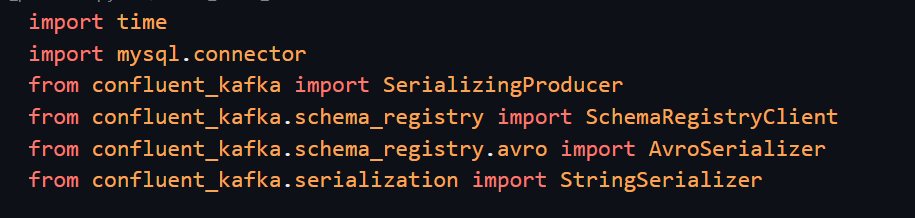 import time
import mysql.connector
from confluent_kafka import SerializingProducer
from confluent_kafka.schema_registry import SchemaRegistryClient
from confluent_kafka.schema_registry.avro import AvroSerializer
from confluent_kafka.serialization import StringSerializer